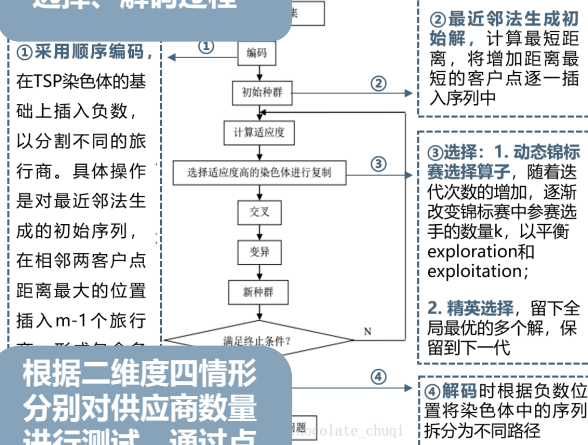 选择、解码过程
集
①采用顺序编码，
在TSP染色体的基
础上插入负数，
以分割不同的旅
行商。具体操作
是对最近邻法生
成的初始序列，
在相邻两客户点
距离最大的位置
插入m-1个旅行
根据二维度四情形
分别对供应商数量
进行测试，通过点
①
编码
②
初始种群
计算适应度
③
选择适应度高的染色体进行复制
交叉
变异
新种群
满足终止条件？
N
④
题
chocolate_chuqi
②最近邻法生成初
始解，计算最短距
离，将增加距离最
短的客户点逐一插
入序列中
③选择：1. 动态锦标
赛选择算子，随着迭
代次数的增加，逐渐
改变锦标赛中参赛选
手的数量k，以平衡
exploration和
exploitation；
2. 精英选择，留下全
局最优的多个解，保
留到下一代
④解码时根据负数位
置将染色体中的序列
拆分为不同路径